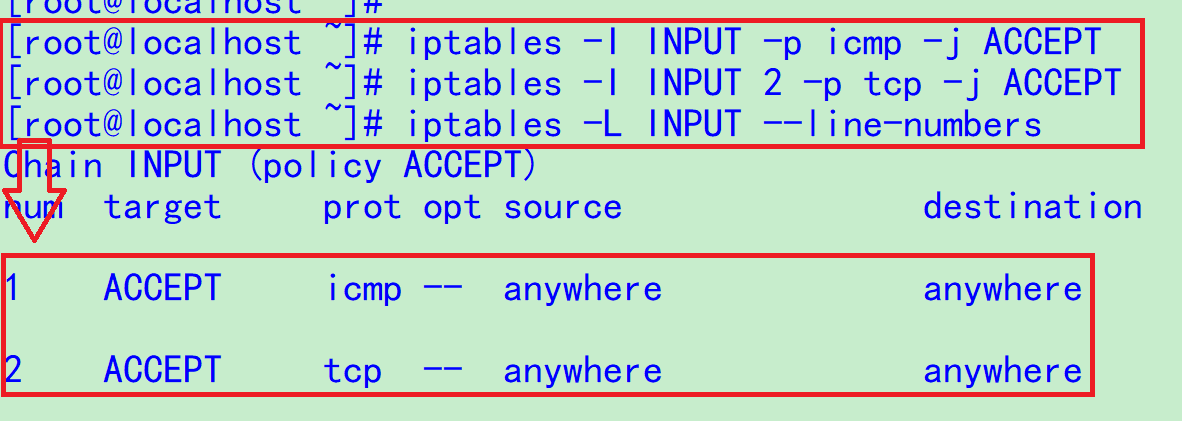 [root@localhost ~]#
[root@localhost ~]# iptables -I INPUT -p icmp -j ACCEPT
[root@localhost ~]# iptables -I INPUT 2 -p tcp -j ACCEPT
[root@localhost ~]# iptables -L INPUT --line-numbers
Chain INPUT (policy ACCEPT)
num target prot opt source destination
1 ACCEPT icmp -- anywhere anywhere
2 ACCEPT tcp -- anywhere anywhere